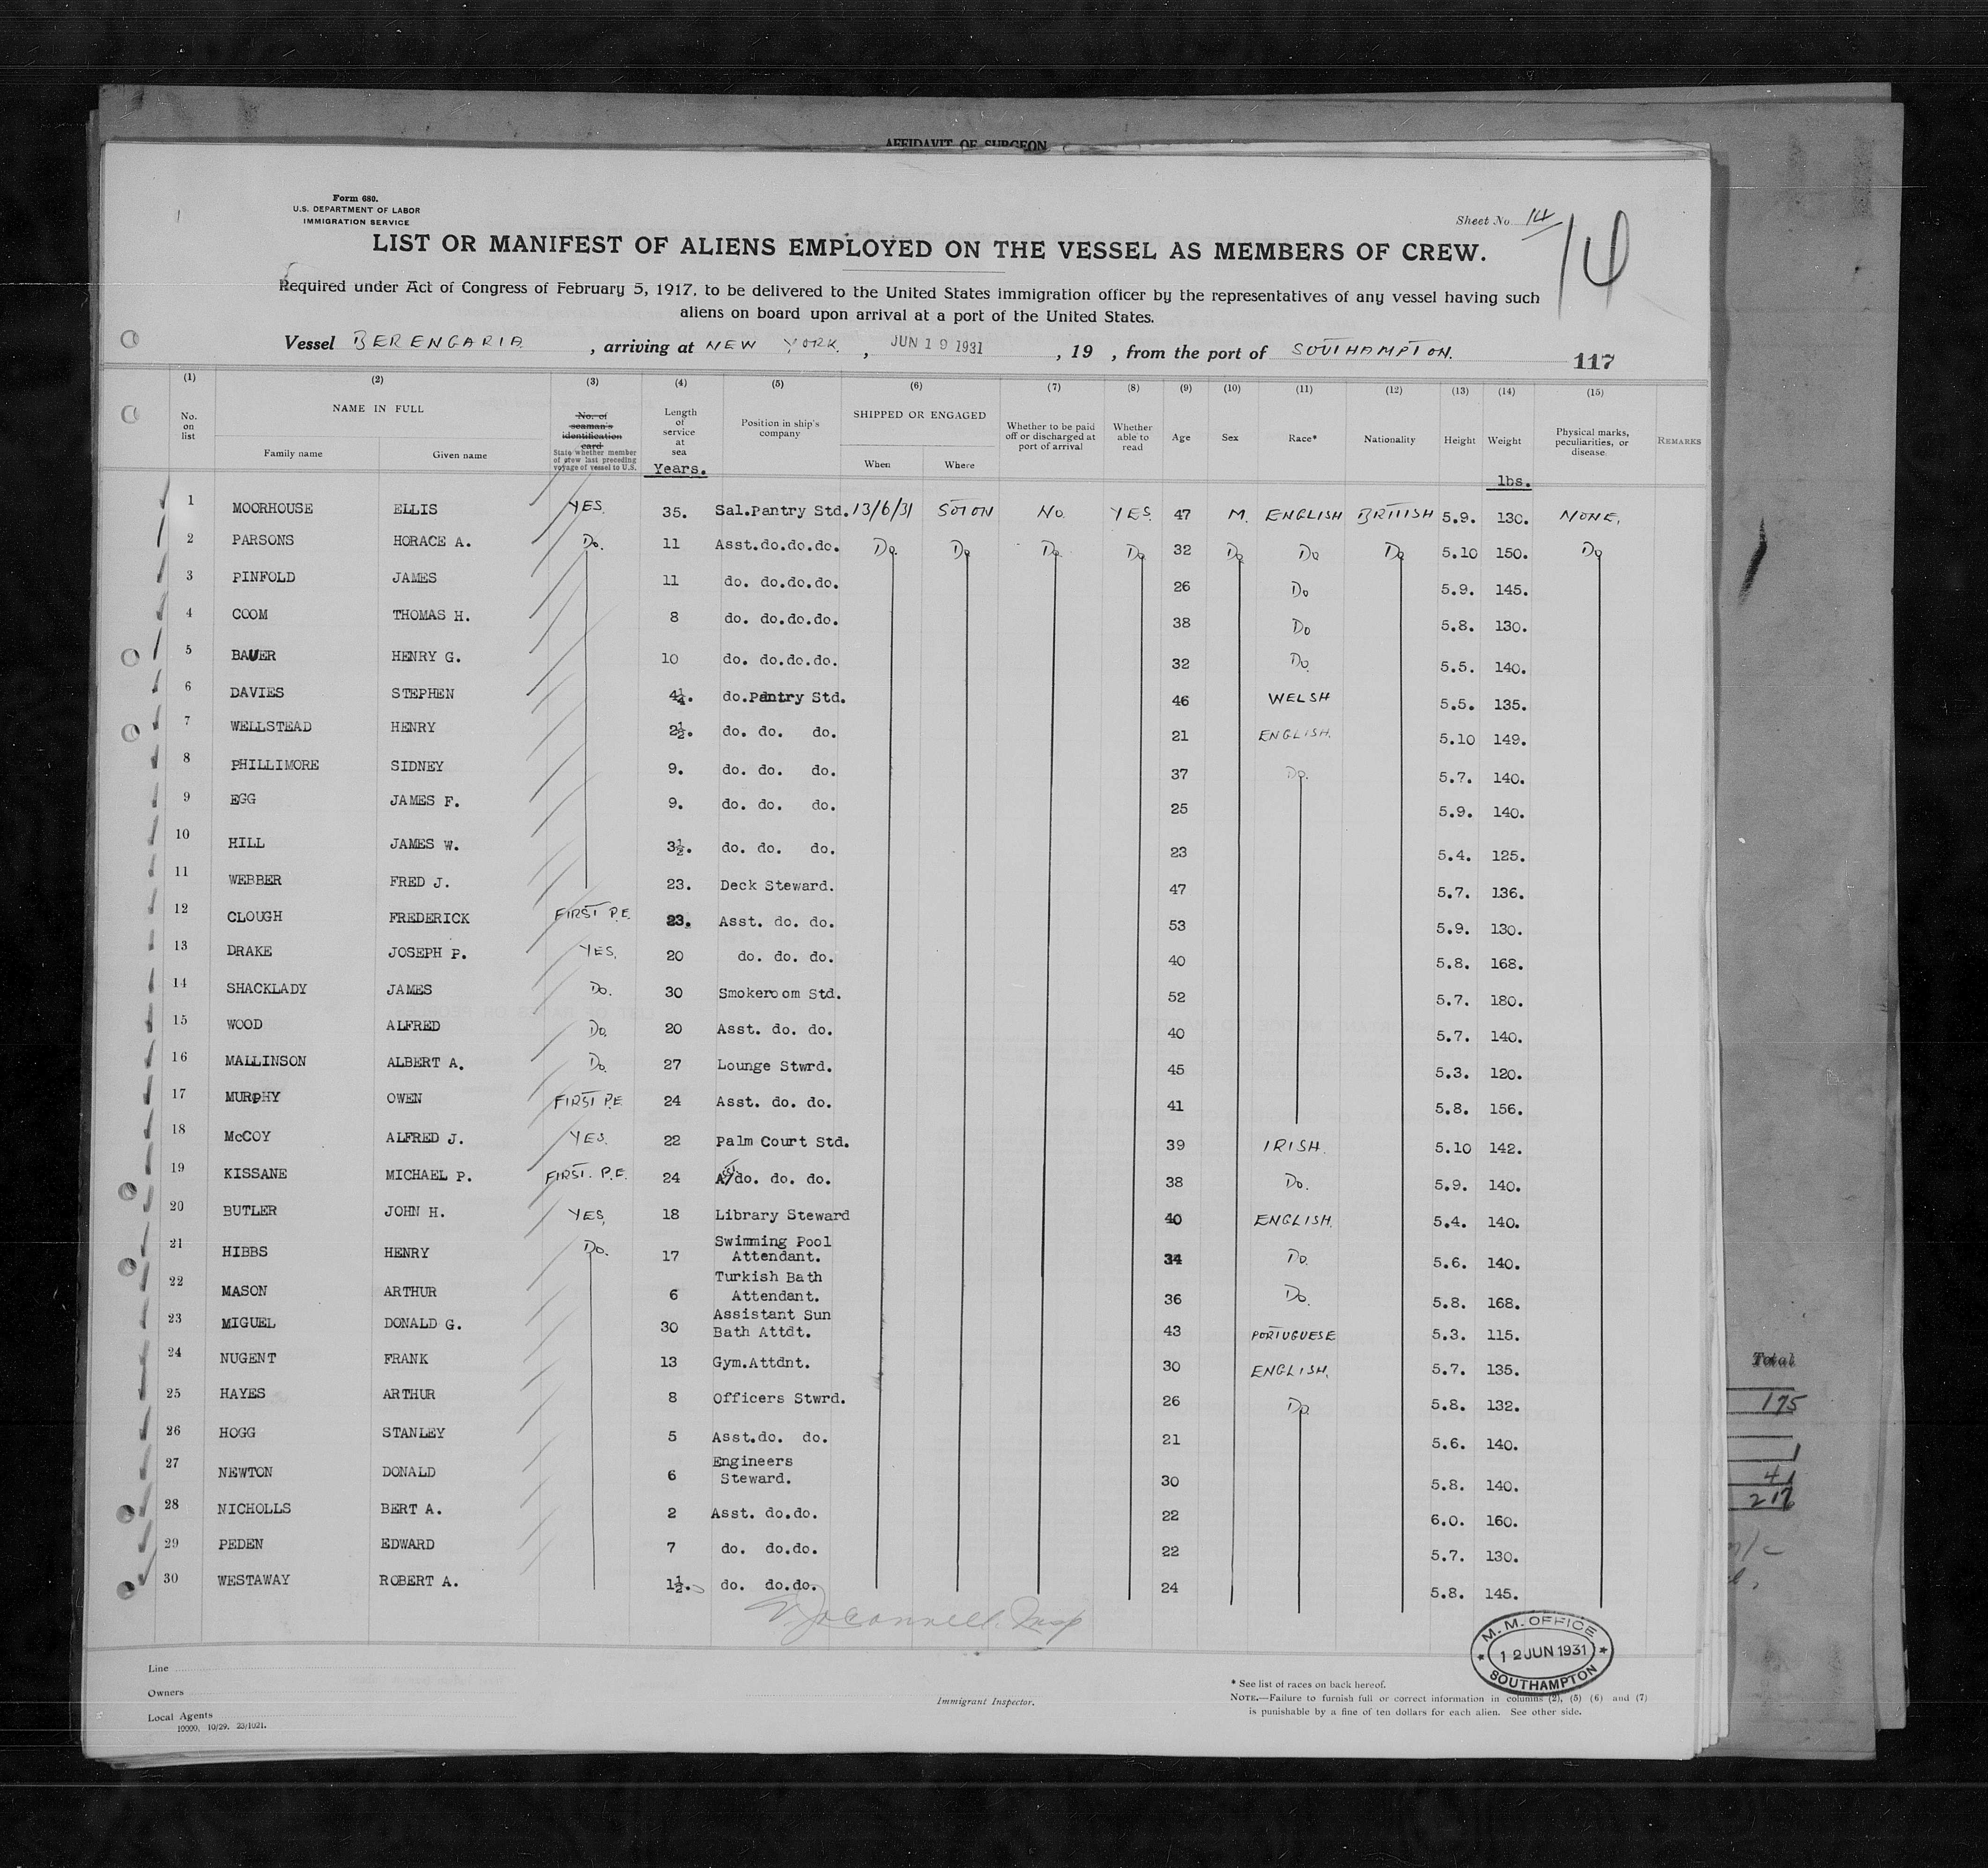 AFFIDAVIT OF SURGEON
Form 680.
U.S. DEPARTMENT OF LABOR
IMMIGRATION SERVICE
Sheet No 14
14
LIST OR MANIFEST OF ALIENS EMPLOYED ON THE VESSEL AS MEMBERS OF CREW.
Required under Act of Congress of February 5, 1917, to be delivered to the United States immigration officer by the representatives of any vessel having such
aliens on board upon arrival at a port of the United States.
Vessel BERENGARIA, arriving at NEW YORK, JUN 19 1931, 19 , from the port of SOUTHAMPTON.
117
(1) (2) (3) (4) (5) (6) (7) (8) (9) (10) (11) (12) (13) (14) (15)
No. on list
NAME IN FULL
Family name Given name
No. of seaman's identification card
State whether member of crew last preceding voyage of vessel to U.S.
Length of service at sea
Years.
Position in ship's company
SHIPPED OR ENGAGED
When Where
Whether to be paid off or discharged at port of arrival
Whether able to read
Age Sex Race* Nationality Height Weight
lbs.
Physical marks, peculiarities, or disease.
REMARKS
1 MOORHOUSE ELLIS YES. 35. Sal.Pantry Std. 13/6/31 SOTON NO. YES. 47 M. ENGLISH BRITISH 5.9. 130. NONE.
2 PARSONS HORACE A. Do. 11 Asst.do.do.do. Do. Do Do. Do 32 Do Do Do 5.10 150. Do
3 PINFOLD JAMES 11 do. do.do.do. 26 Do 5.9. 145.
4 COOM THOMAS H. 8 do. do.do.do. 38 Do 5.8. 130.
5 BAUER HENRY G. 10 do. do.do.do. 32 Do. 5.5. 140.
6 DAVIES STEPHEN 4¼. do.Pantry Std. 46 WELSH 5.5. 135.
7 WELLSTEAD HENRY 2½. do. do. do. 21 ENGLISH. 5.10 149.
8 PHILLIMORE SIDNEY 9. do. do. do. 37 Do. 5.7. 140.
9 EGG JAMES F. 9. do. do. do. 25 5.9. 140.
10 HILL JAMES W. 3½. do. do. do. 23 5.4. 125.
11 WEBBER FRED J. 23. Deck Steward. 47 5.7. 136.
12 CLOUGH FREDERICK FIRST P.E. 23. Asst. do. do. 53 5.9. 130.
13 DRAKE JOSEPH P. YES. 20 do. do. do. 40 5.8. 168.
14 SHACKLADY JAMES Do. 30 Smokeroom Std. 52 5.7. 180.
15 WOOD ALFRED Do. 20 Asst. do. do. 40 5.7. 140.
16 MALLINSON ALBERT A. Do. 27 Lounge Stwrd. 45 5.3. 120.
17 MURPHY OWEN FIRST P.E. 24 Asst. do. do. 41 5.8. 156.
18 McCOY ALFRED J. YES. 22 Palm Court Std. 39 IRISH. 5.10 142.
19 KISSANE MICHAEL P. FIRST. P.E. 24 A/do. do. do. 38 Do. 5.9. 140.
20 BUTLER JOHN H. YES, 18 Library Steward 40 ENGLISH. 5.4. 140.
21 HIBBS HENRY Do. 17 Swimming Pool Attendant. 34 Do. 5.6. 140.
22 MASON ARTHUR 6 Turkish Bath Attendant. 36 Do. 5.8. 168.
23 MIGUEL DONALD G. 30 Assistant Sun Bath Attdt. 43 PORTUGUESE 5.3. 115.
24 NUGENT FRANK 13 Gym.Attdnt. 30 ENGLISH. 5.7. 135.
25 HAYES ARTHUR 8 Officers Stwrd. 26 Do. 5.8. 132.
26 HOGG STANLEY 5 Asst.do. do. 21 5.6. 140.
27 NEWTON DONALD 6 Engineers Steward. 30 5.8. 140.
28 NICHOLLS BERT A. 2 Asst. do.do. 22 6.0. 160.
29 PEDEN EDWARD 7 do. do.do. 22 5.7. 130.
30 WESTAWAY ROBERT A. 1½. do. do.do. 24 5.8. 145.
Total
175
4
217
M. M. OFFICE
12 JUN 1931
SOUTHAMPTON
Line
Owners
Local Agents
10000, 10/29. 23/1021.
Immigrant Inspector.
* See list of races on back hereof.
NOTE.—Failure to furnish full or correct information in columns (2), (5) (6) and (7)
is punishable by a fine of ten dollars for each alien. See other side.